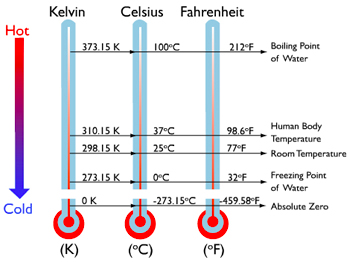 Kelvin Celsius Fahrenheit
Hot
373.15 K 100°C 212°F Boiling Point
of Water
310.15 K 37°C 98.6°F Human Body
Temperature
298.15 K 25°C 77°F Room Temperature
273.15 K 0°C 32°F Freezing Point
of Water
Cold 0 K -273.15°C -459.58°F Absolute Zero
(K) (°C) (°F)